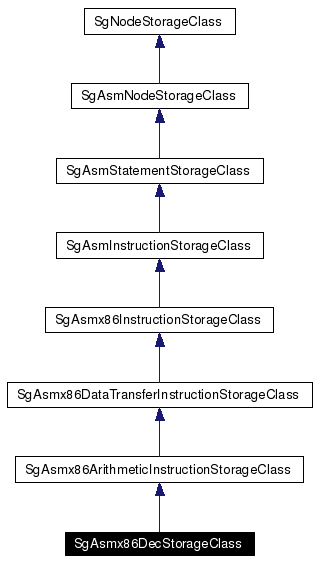 SgNodeStorageClass
SgAsmNodeStorageClass
SgAsmStatementStorageClass
SgAsmInstructionStorageClass
SgAsmx86InstructionStorageClass
SgAsmx86DataTransferInstructionStorageClass
SgAsmx86ArithmeticInstructionStorageClass
SgAsmx86DecStorageClass